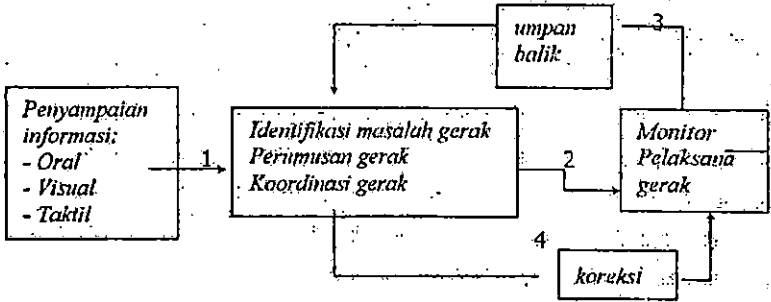 umpan
balik
3
Penyampaian
informasi:
- Oral
- Visual
- Taktil
1
Identifikasi masalah gerak
Perumusan gerak
Koordinasi gerak
2
Monitor
Pelaksana
gerak
4
koreksi